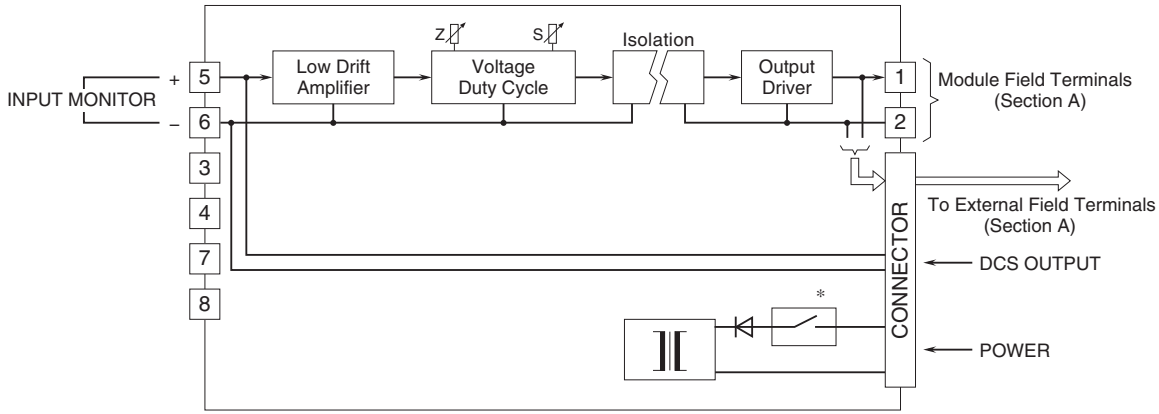 Z
S
Isolation
Low Drift
Amplifier
Voltage
Duty Cycle
Output
Driver
+
5
1
Module Field Terminals
(Section A)
INPUT MONITOR
–
6
2
3
4
7
8
CONNECTOR
To External Field Terminals
(Section A)
DCS OUTPUT
*
POWER